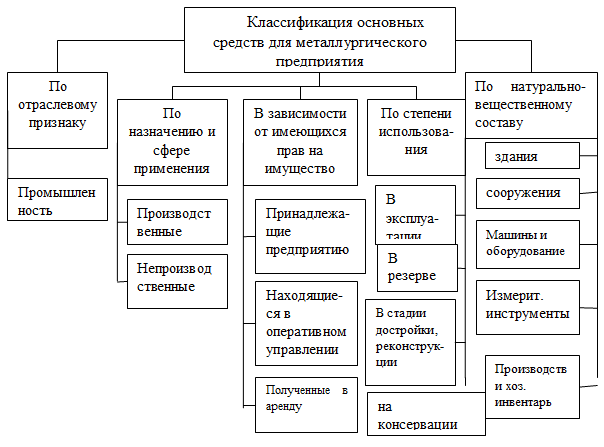 Классификация основных
средств для металлургического
предприятия
По
отраслевому
признаку
Промышлен
ность
По
назначению и
сфере
применения
Производст
венные
Непроизвод
ственные
В зависимости
от имеющихся
прав на
имущество
Принадлежа-
щие
предприятию
Находящие-
ся в
оперативном
управлении
Полученные в
аренду
По степени
использова-
ния
В
эксплуа-
тации
В
резерве
В стадии
достройки,
реконструк-
ции
на
консервации
По натурально-
вещественному
составу
здания
сооружения
Машины и
оборудование
Измерит.
инструменты
Производств
и хоз.
инвентарь